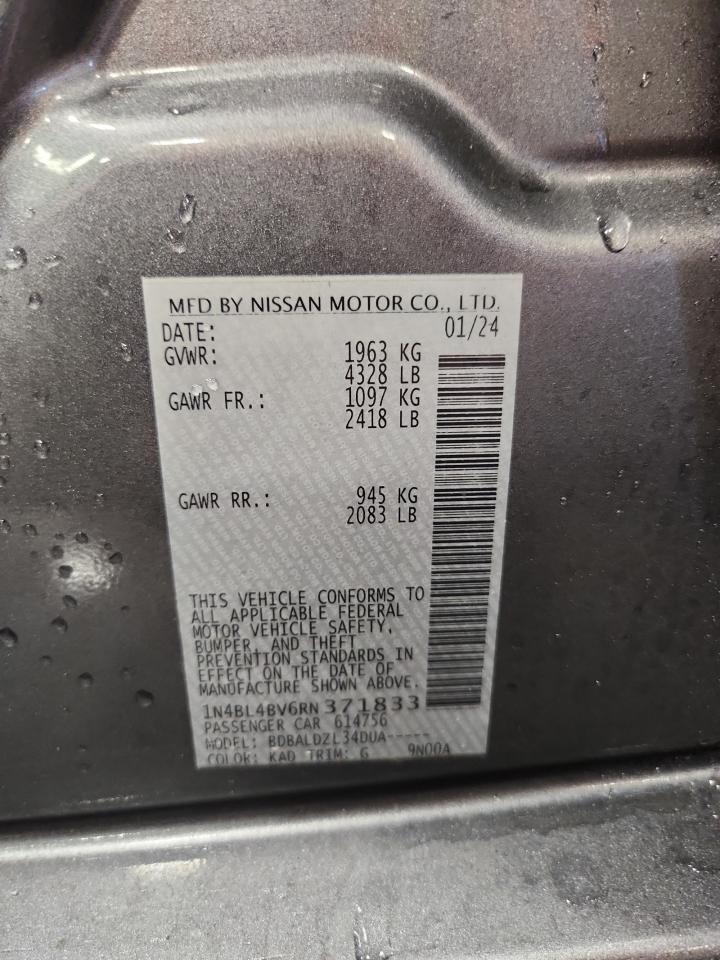 MFD BY NISSAN MOTOR CO., LTD.
DATE: 01/24
GVWR: 1963 KG
4328 LB
GAWR FR.: 1097 KG
2418 LB
GAWR RR.: 945 KG
2083 LB
THIS VEHICLE CONFORMS TO
ALL APPLICABLE FEDERAL
MOTOR VEHICLE SAFETY,
BUMPER, AND THEFT
PREVENTION STANDARDS IN
EFFECT ON THE DATE OF
MANUFACTURE SHOWN ABOVE.
1N4BL4BV6RN371833
PASSENGER CAR 614756
MODEL: BDBALDZL34DUA-----
COLOR: KAD TRIM: G 9N00A